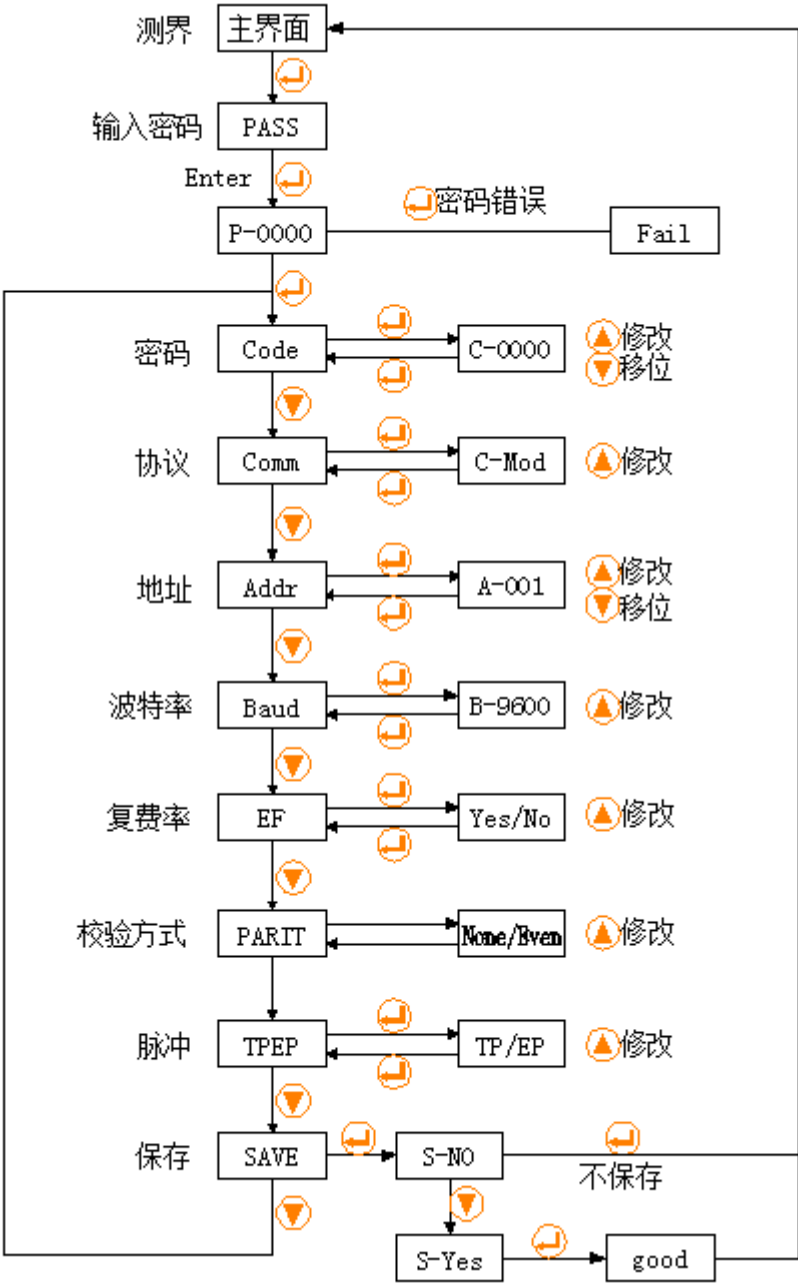 测界 主界面
输入密码 PASS
Enter
密码错误
P-0000 Fail
密码 Code C-0000 修改
移位
协议 Comm C-Mod 修改
地址 Addr A-001 修改
移位
波特率 Baud B-9600 修改
复费率 EF Yes/No 修改
校验方式 PARIT None/Even 修改
脉冲 TPEP TP/EP 修改
保存 SAVE S-NO
不保存
S-Yes good